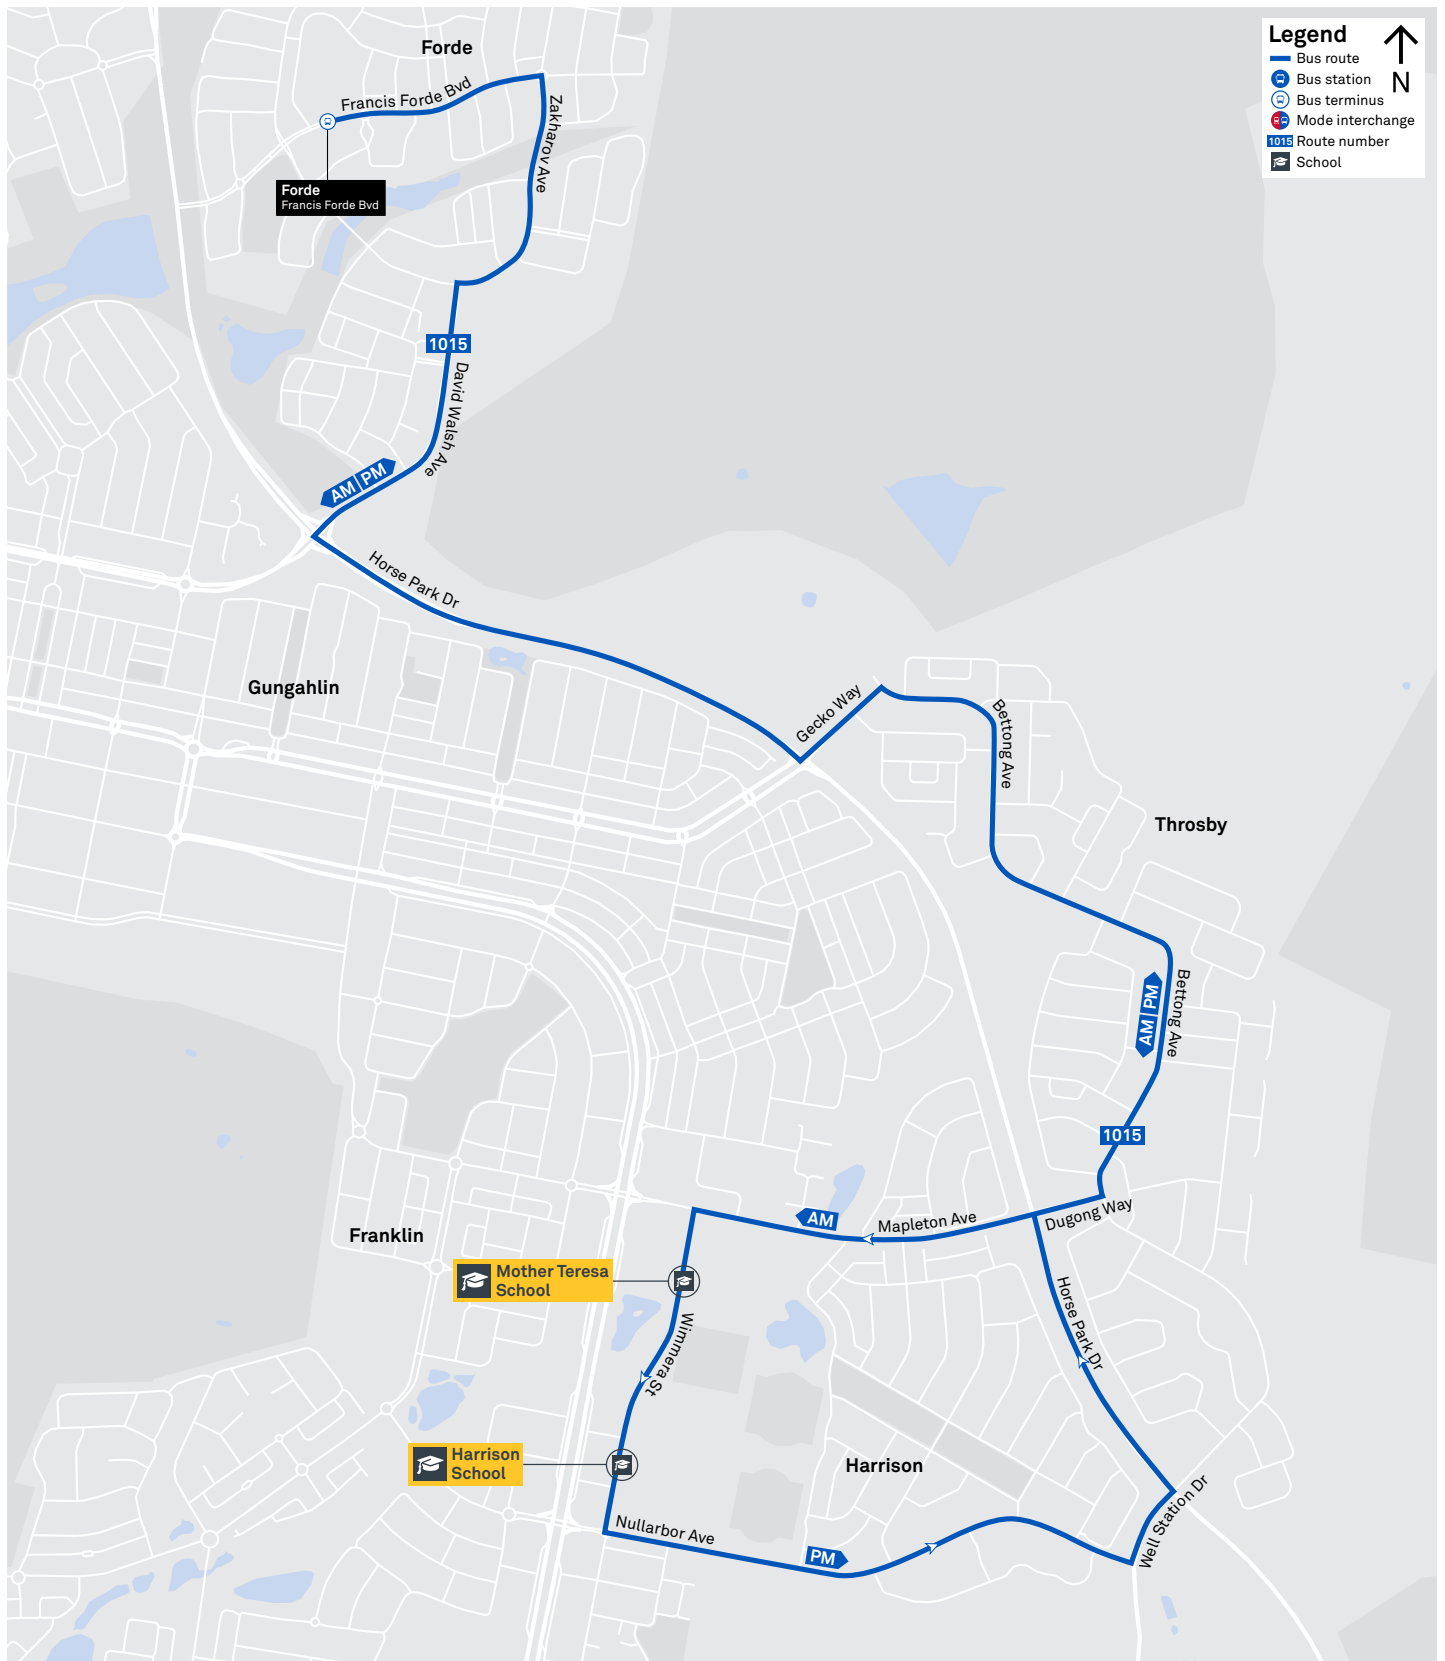 Forde
Francis Forde Bvd
Zakharov Ave
Forde
Francis Forde Bvd
Legend
Bus route
Bus station
Bus terminus
Mode interchange
1015 Route number
School
N
1015
David Walsh Ave
AM PM
Horse Park Dr
Gungahlin
Gecko Way
Bettong Ave
Throsby
Bettong Ave
AM PM
1015
Dugong Way
Mapleton Ave
AM
Franklin
Mother Teresa
School
Wimmera St
Horse Park Dr
Harrison
School
Harrison
Nullarbor Ave
PM
Well Station Dr